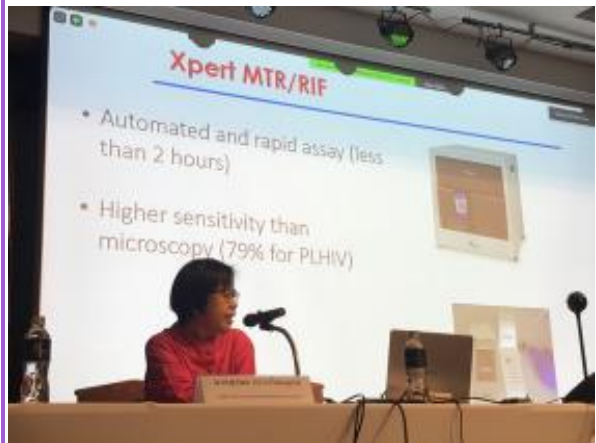 Xpert MTR/RIF
• Automated and rapid assay (less
than 2 hours)
• Higher sensitivity than
microscopy (79% for PLHIV)